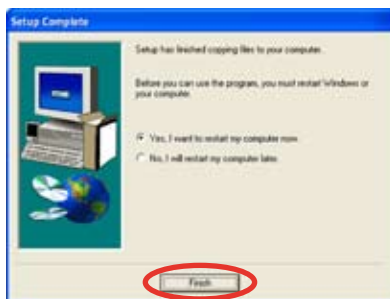 Setup Complete
Setup has finished copying files to your computer.
Before you can use the program, you must restart Windows or
your computer.
Yes, I want to restart my computer now.
No, I will restart my computer later.
Finish